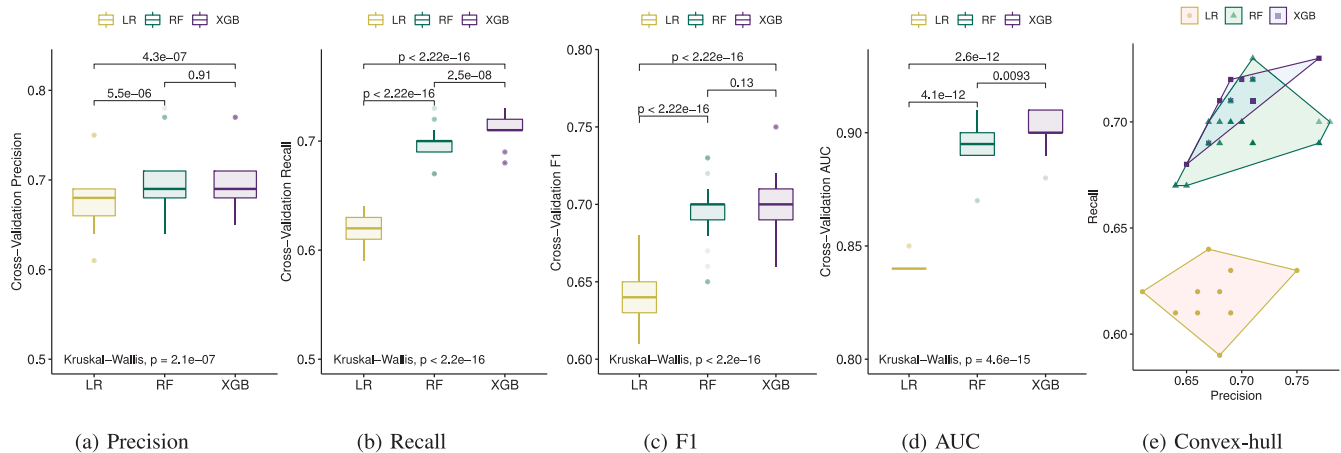 LR RF XGB
Cross−Validation Precision
0.8
0.7
0.6
0.5
4.3e−07
0.91
5.5e−06
Kruskal−Wallis, p = 2.1e−07
LR RF XGB
(a) Precision
LR RF XGB
Cross−Validation Recall
0.9
0.8
0.7
0.6
0.5
p < 2.22e−16
2.5e−08
p < 2.22e−16
Kruskal−Wallis, p < 2.2e−16
LR RF XGB
(b) Recall
LR RF XGB
Cross−Validation F1
0.80
0.75
0.70
0.65
0.60
p < 2.22e−16
0.13
p < 2.22e−16
Kruskal−Wallis, p < 2.2e−16
LR RF XGB
(c) F1
LR RF XGB
Cross−Validation AUC
0.90
0.85
0.80
2.6e−12
0.0093
4.1e−12
Kruskal−Wallis, p = 4.6e−15
LR RF XGB
(d) AUC
LR RF XGB
Recall
0.70
0.65
0.60
0.65 0.70 0.75
Precision
(e) Convex-hull